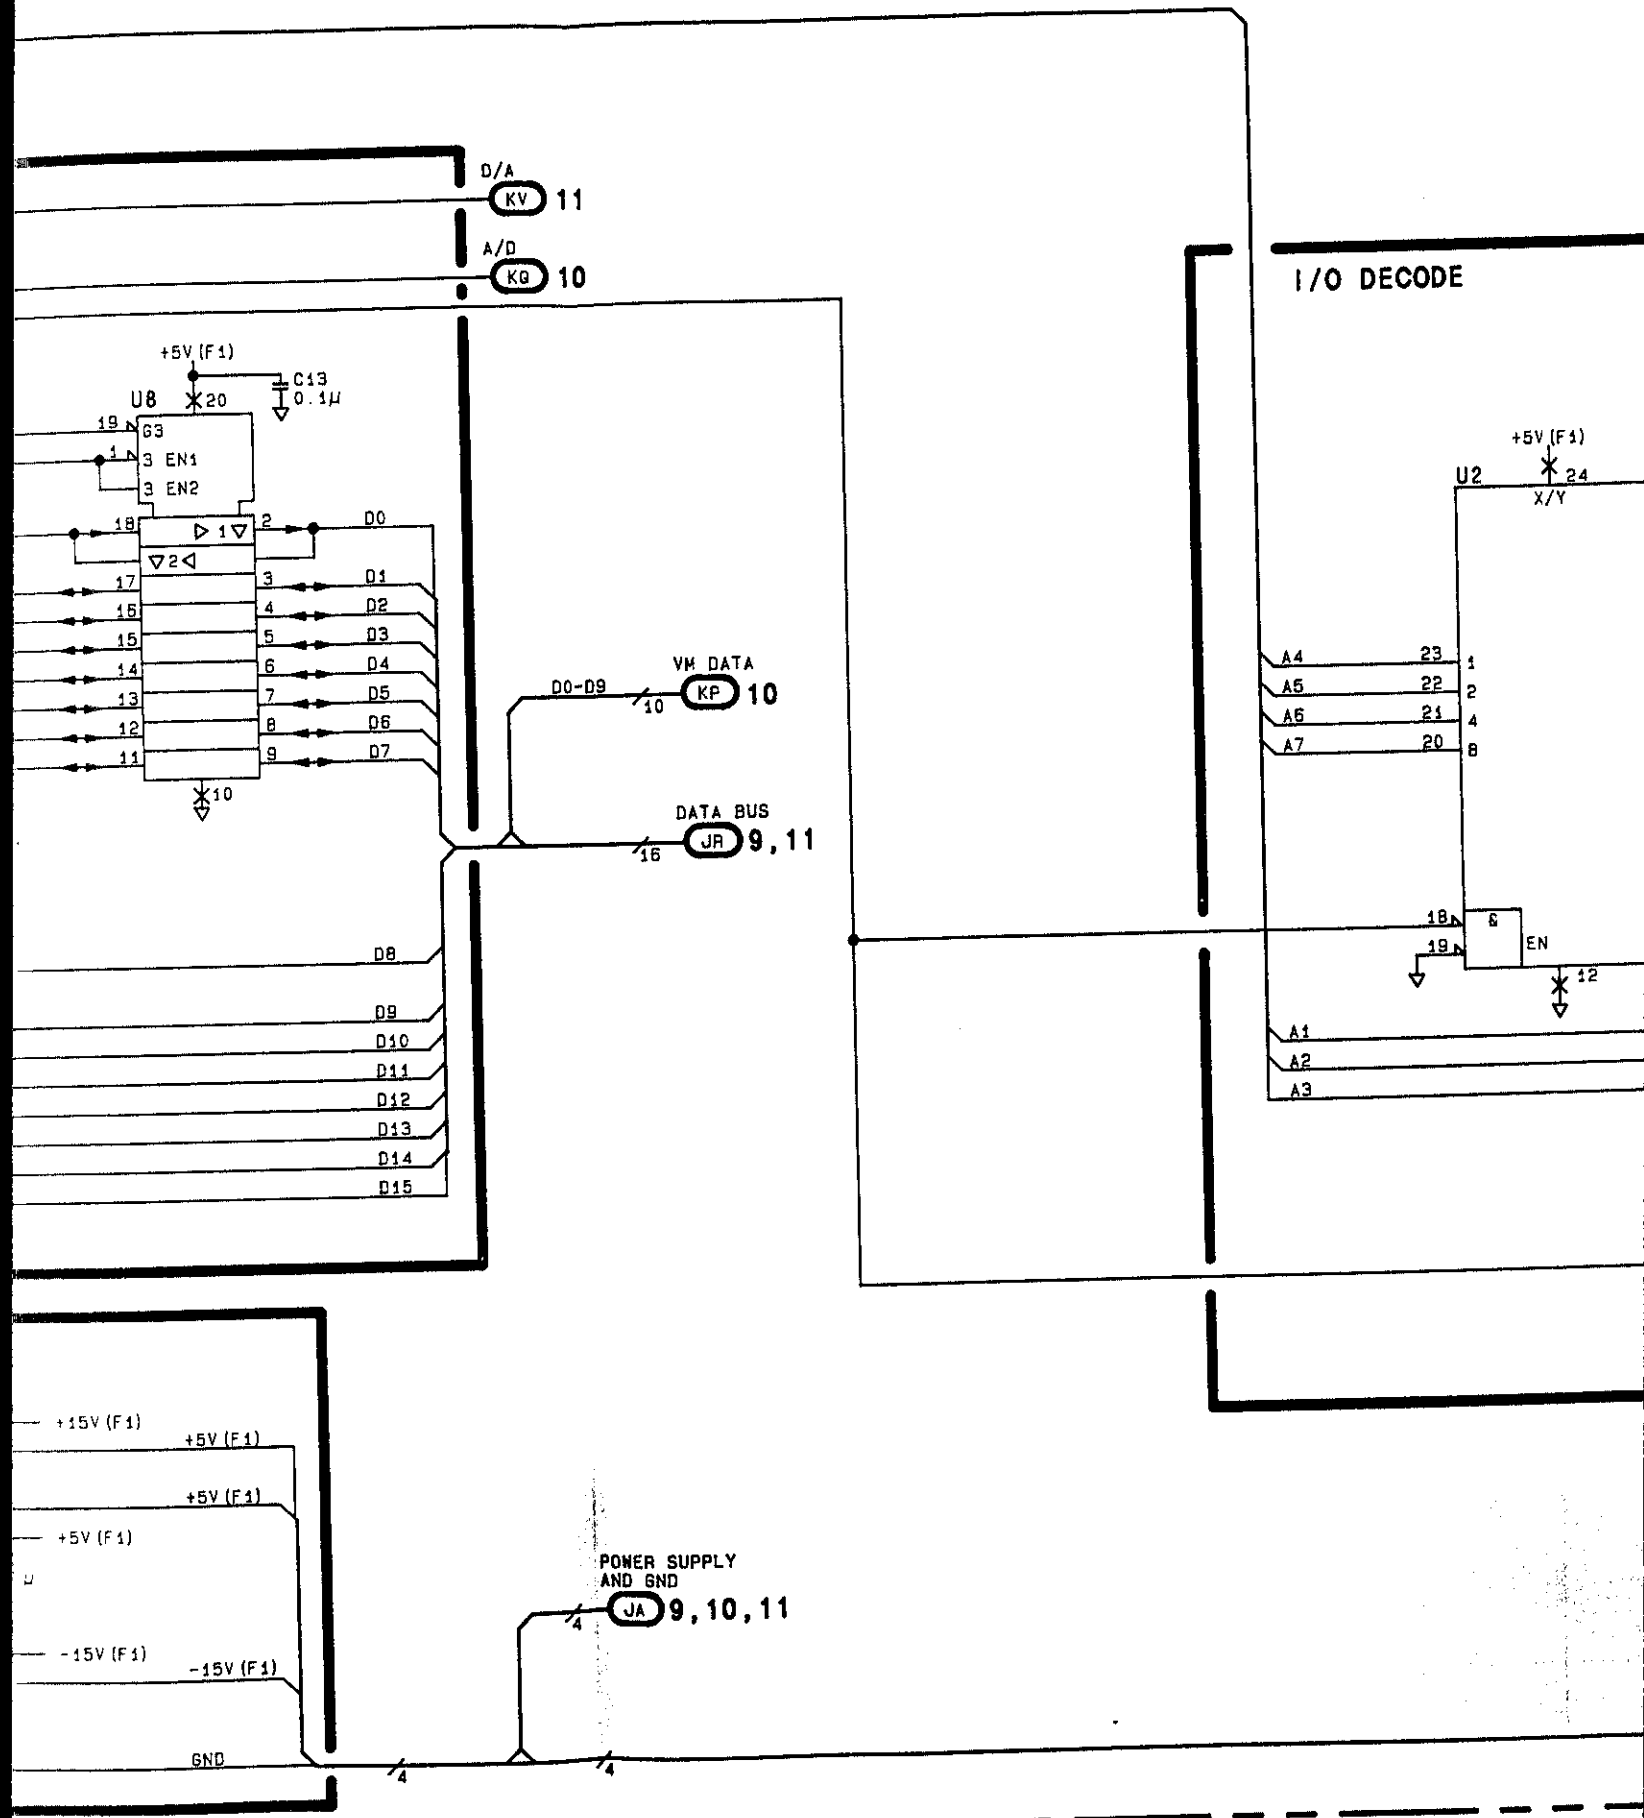 D/A
KV 11
A/D
KQ 10
I/O DECODE
+5V(F1)
C13
0.1µ
U8
20
19 G3
1 3 EN1
3 EN2
18 1 2 D0
2
17 3 D1
16 4 D2
15 5 D3
14 6 D4
13 7 D5
12 8 D6
11 9 D7
10
VM DATA
D0-D9 10 KP 10
DATA BUS
16 JR 9,11
D8
D9
D10
D11
D12
D13
D14
D15
+5V(F1)
U2 24
X/Y
A4 23 1
A5 22 2
A6 21 4
A7 20 8
18 &
19 EN
12
A1
A2
A3
+15V(F1)
+5V(F1)
+5V(F1)
+5V(F1)
µ
-15V(F1)
-15V(F1)
GND
4
4
POWER SUPPLY
AND GND
4 JA 9,10,11